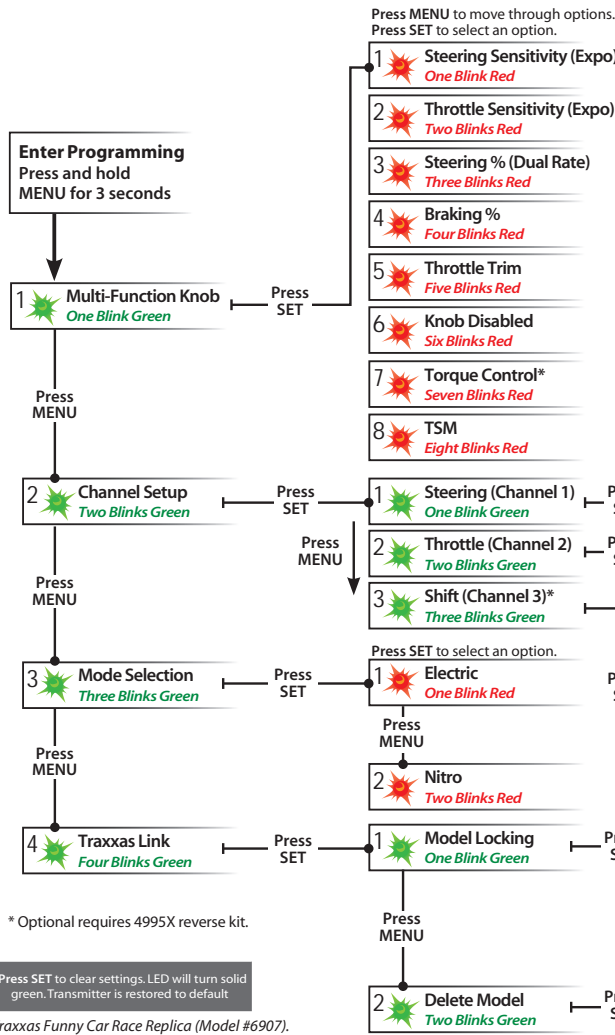 Press MENU to move through options.
Press SET to select an option.
1 Steering Sensitivity (Expo)
One Blink Red
2 Throttle Sensitivity (Expo)
Two Blinks Red
3 Steering % (Dual Rate)
Three Blinks Red
4 Braking %
Four Blinks Red
5 Throttle Trim
Five Blinks Red
6 Knob Disabled
Six Blinks Red
7 Torque Control*
Seven Blinks Red
8 TSM
Eight Blinks Red
Enter Programming
Press and hold
MENU for 3 seconds
1 Multi-Function Knob
One Blink Green
Press
SET
Press
MENU
2 Channel Setup
Two Blinks Green
Press
SET
1 Steering (Channel 1)
One Blink Green
Press
MENU
2 Throttle (Channel 2)
Two Blinks Green
3 Shift (Channel 3)*
Three Blinks Green
Press
MENU
3 Mode Selection
Three Blinks Green
Press
SET
Press SET to select an option.
1 Electric
One Blink Red
Press
MENU
2 Nitro
Two Blinks Red
Press
MENU
4 Traxxas Link
Four Blinks Green
Press
SET
1 Model Locking
One Blink Green
Press
MENU
2 Delete Model
Two Blinks Green
* Optional requires 4995X reverse kit.
Press SET to clear settings. LED will turn solid
green. Transmitter is restored to default
raxxas Funny Car Race Replica (Model #6907).